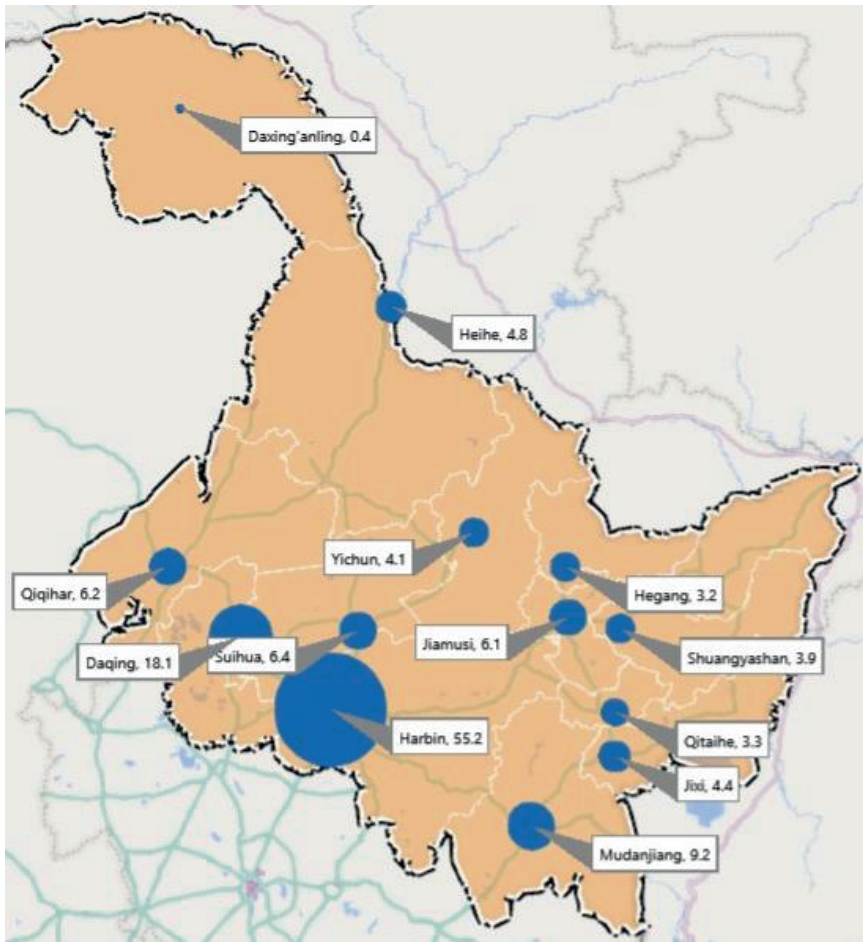 Daxing'anling, 0.4
Heihe, 4.8
Yichun, 4.1
Qiqihar, 6.2
Hegang, 3.2
Daqing, 18.1
Suihua, 6.4
Jiamusi, 6.1
Shuangyashan, 3.9
Harbin, 55.2
Qitaihe, 3.3
Jixi, 4.4
Mudanjiang, 9.2